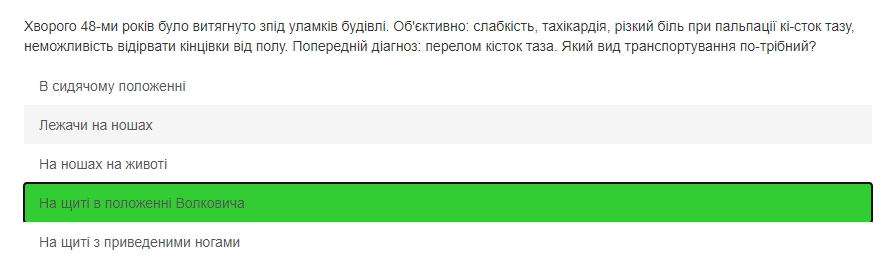 Хворого 48-ми років було витягнуто зпід уламків будівлі. Об'єктивно: слабкість, тахікардія, різкий біль при пальпації кі-сток тазу,
неможливість відірвати кінцівки від полу. Попередній діагноз: перелом кісток таза. Який вид транспортування по-трібний?
В сидячому положенні
Лежачи на ношах
На ношах на животі
На щиті в положенні Волковича
На щиті з приведеними ногами